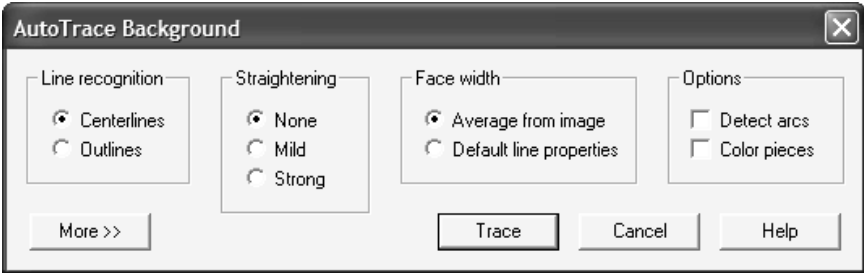 AutoTrace Background
Line recognition
Centerlines
Outlines
Straightening
None
Mild
Strong
Face width
Average from image
Default line properties
Options
Detect arcs
Color pieces
More >>
Trace
Cancel
Help